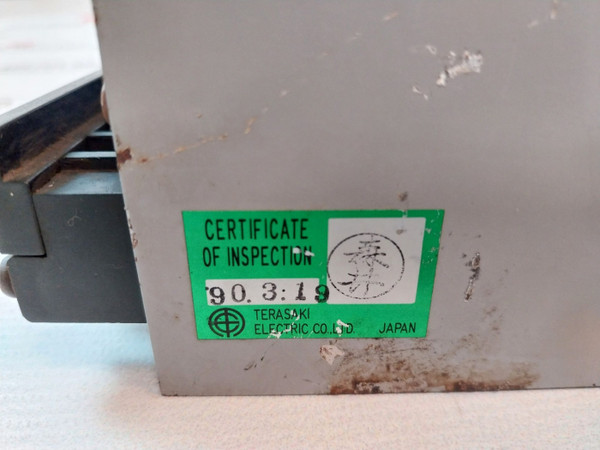 CERTIFICATE
OF INSPECTION
'90.3:19
TERASAKI
ELECTRIC CO.,LTD. JAPAN